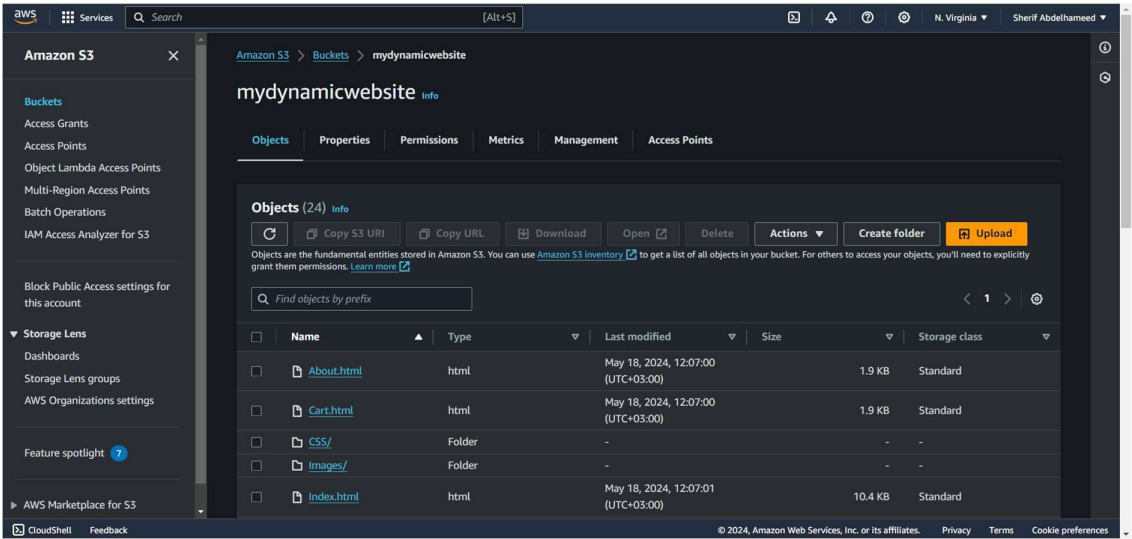 aws
Services
Search
[Alt+S]
N. Virginia ▼
Sherif Abdelhameed ▼
Amazon S3
Buckets
Access Grants
Access Points
Object Lambda Access Points
Multi-Region Access Points
Batch Operations
IAM Access Analyzer for S3
Block Public Access settings for
this account
▼ Storage Lens
Dashboards
Storage Lens groups
AWS Organizations settings
Feature spotlight 7
▶ AWS Marketplace for S3
Amazon S3 > Buckets > mydynamicwebsite
mydynamicwebsite Info
Objects Properties Permissions Metrics Management Access Points
Objects (24) Info
Copy S3 URI Copy URL Download Open Delete Actions ▼ Create folder Upload
Objects are the fundamental entities stored in Amazon S3. You can use Amazon S3 inventory to get a list of all objects in your bucket. For others to access your objects, you'll need to explicitly
grant them permissions. Learn more
Find objects by prefix
< 1 >
Name ▲ Type Last modified Size Storage class
About.html html May 18, 2024, 12:07:00 (UTC+03:00) 1.9 KB Standard
Cart.html html May 18, 2024, 12:07:00 (UTC+03:00) 1.9 KB Standard
CSS/ Folder - - -
Images/ Folder - - -
Index.html html May 18, 2024, 12:07:01 (UTC+03:00) 10.4 KB Standard
CloudShell Feedback
© 2024, Amazon Web Services, Inc. or its affiliates. Privacy Terms Cookie preferences